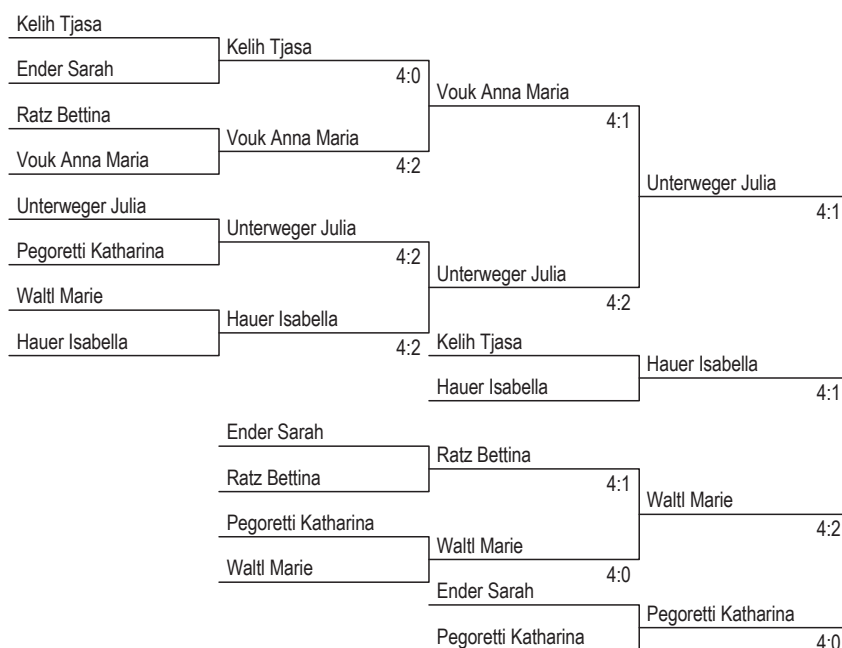 Kelih Tjasa
Kelih Tjasa
Ender Sarah
4:0
Vouk Anna Maria
Ratz Bettina
4:1
Vouk Anna Maria
Vouk Anna Maria
4:2
Unterweger Julia
Unterweger Julia
4:1
Unterweger Julia
Pegoretti Katharina
4:2
Unterweger Julia
Waltl Marie
4:2
Hauer Isabella
Hauer Isabella
4:2
Kelih Tjasa
Hauer Isabella
Hauer Isabella
4:1
Ender Sarah
Ratz Bettina
Ratz Bettina
4:1
Waltl Marie
Pegoretti Katharina
4:2
Waltl Marie
Waltl Marie
4:0
Ender Sarah
Pegoretti Katharina
Pegoretti Katharina
4:0